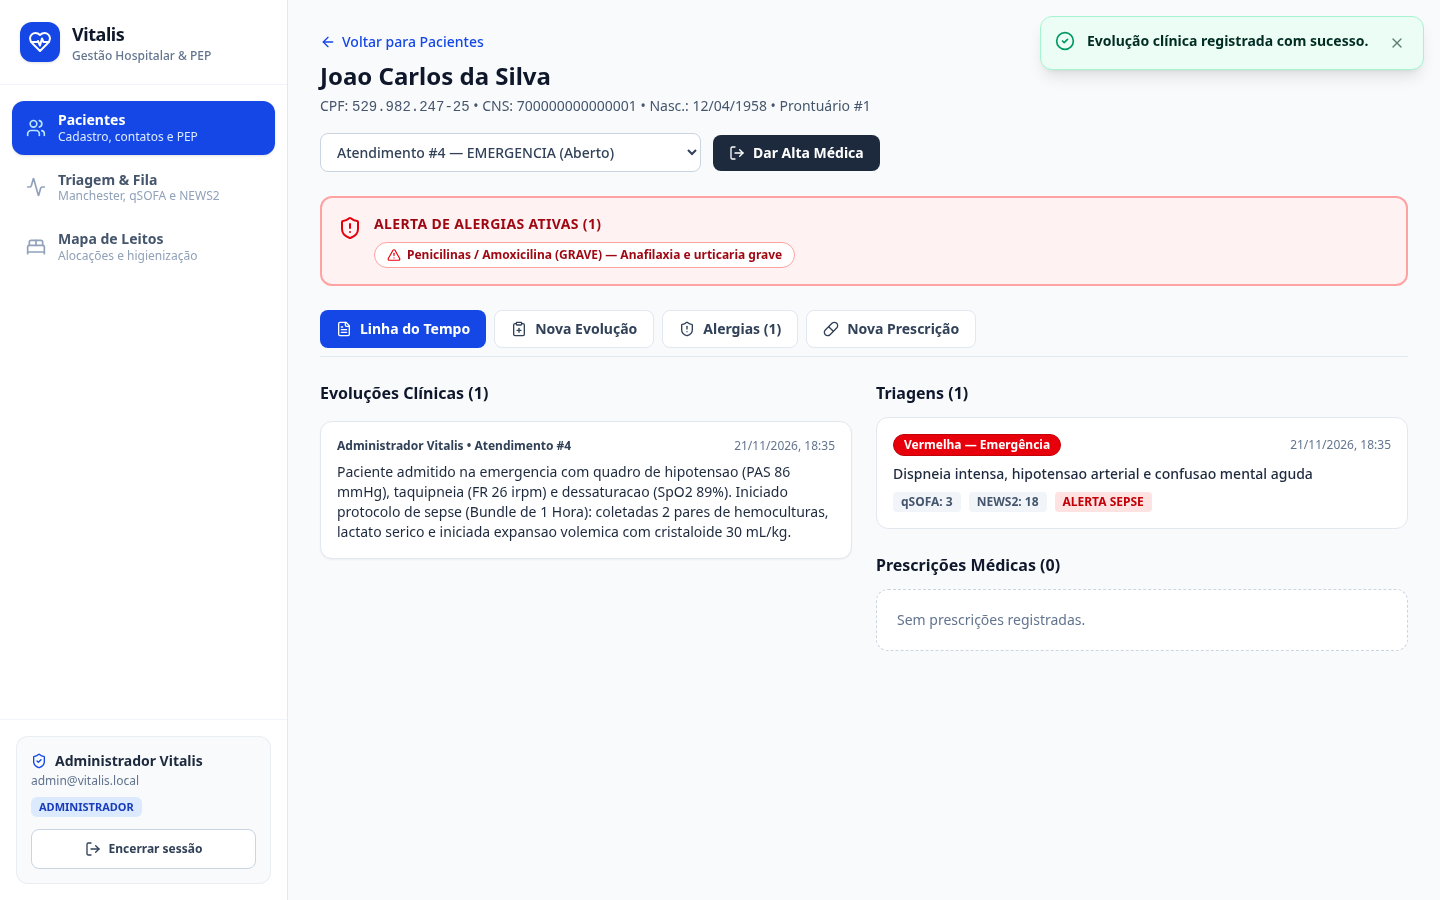 Vitalis
Gestão Hospitalar & PEP
Pacientes
Cadastro, contatos e PEP
Triagem & Fila
Manchester, qSOFA e NEWS2
Mapa de Leitos
Alocações e higienização
Administrador Vitalis
admin@vitalis.local
ADMINISTRADOR
Encerrar sessão
Voltar para Pacientes
Evolução clínica registrada com sucesso.
Joao Carlos da Silva
CPF: 529.982.247-25 • CNS: 700000000000001 • Nasc.: 12/04/1958 • Prontuário #1
Atendimento #4 — EMERGENCIA (Aberto)
Dar Alta Médica
ALERTA DE ALERGIAS ATIVAS (1)
Penicilinas / Amoxicilina (GRAVE) — Anafilaxia e urticaria grave
Linha do Tempo
Nova Evolução
Alergias (1)
Nova Prescrição
Evoluções Clínicas (1)
Administrador Vitalis • Atendimento #4
21/11/2026, 18:35
Paciente admitido na emergencia com quadro de hipotensao (PAS 86
mmHg), taquipneia (FR 26 irpm) e dessaturacao (SpO2 89%). Iniciado
protocolo de sepse (Bundle de 1 Hora): coletadas 2 pares de hemoculturas,
lactato serico e iniciada expansao volemica com cristaloide 30 mL/kg.
Triagens (1)
Vermelha — Emergência
21/11/2026, 18:35
Dispneia intensa, hipotensao arterial e confusao mental aguda
qSOFA: 3
NEWS2: 18
ALERTA SEPSE
Prescrições Médicas (0)
Sem prescrições registradas.